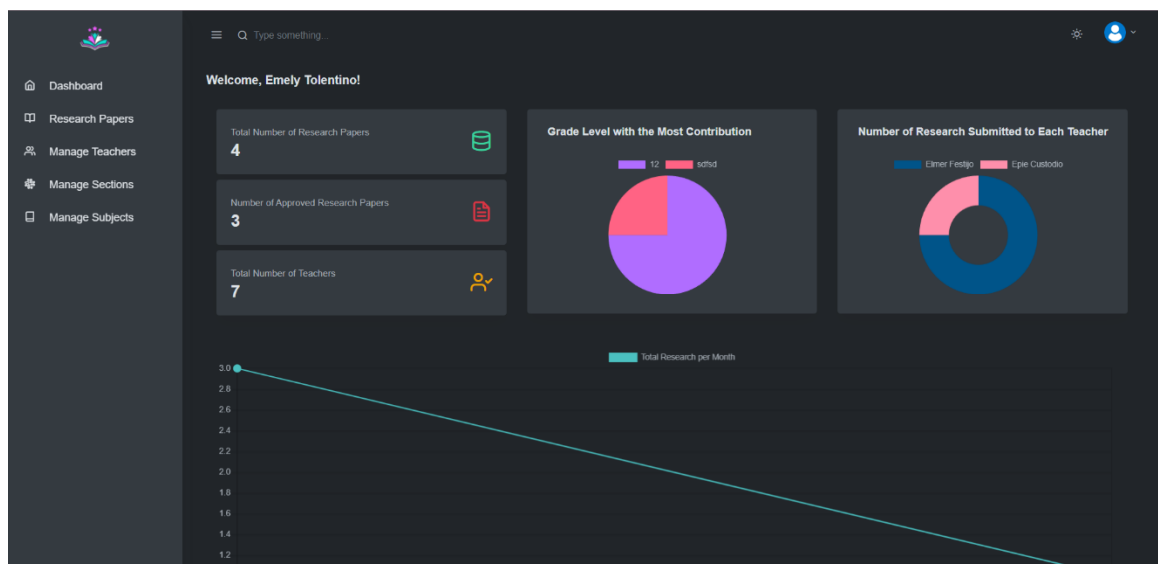 Type something...
Welcome, Emely Tolentino!
Dashboard
Research Papers
Manage Teachers
Manage Sections
Manage Subjects
Total Number of Research Papers
4
Number of Approved Research Papers
3
Total Number of Teachers
7
Grade Level with the Most Contribution
12 sdfsd
Number of Research Submitted to Each Teacher
Elmer Festijo Epie Custodio
Total Research per Month
3.0
2.8
2.6
2.4
2.2
2.0
1.8
1.6
1.4
1.2